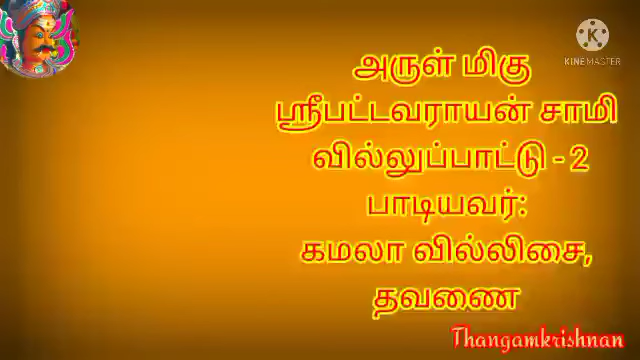 KINEMASTER
அருள் மிகு
ஸ்ரீபட்டவராயன் சாமி
வில்லுப்பாட்டு - 2
பாடியவர்:
கமலா வில்லிசை,
தவணை
Thangamkrishnan